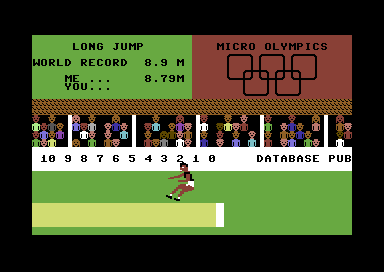 LONG JUMP
WORLD RECORD 8.9 M
ME ... 8.79M
YOU...
MICRO OLYMPICS
10 9 8 7 6 5 4 3 2 1 0 DATABASE PUB